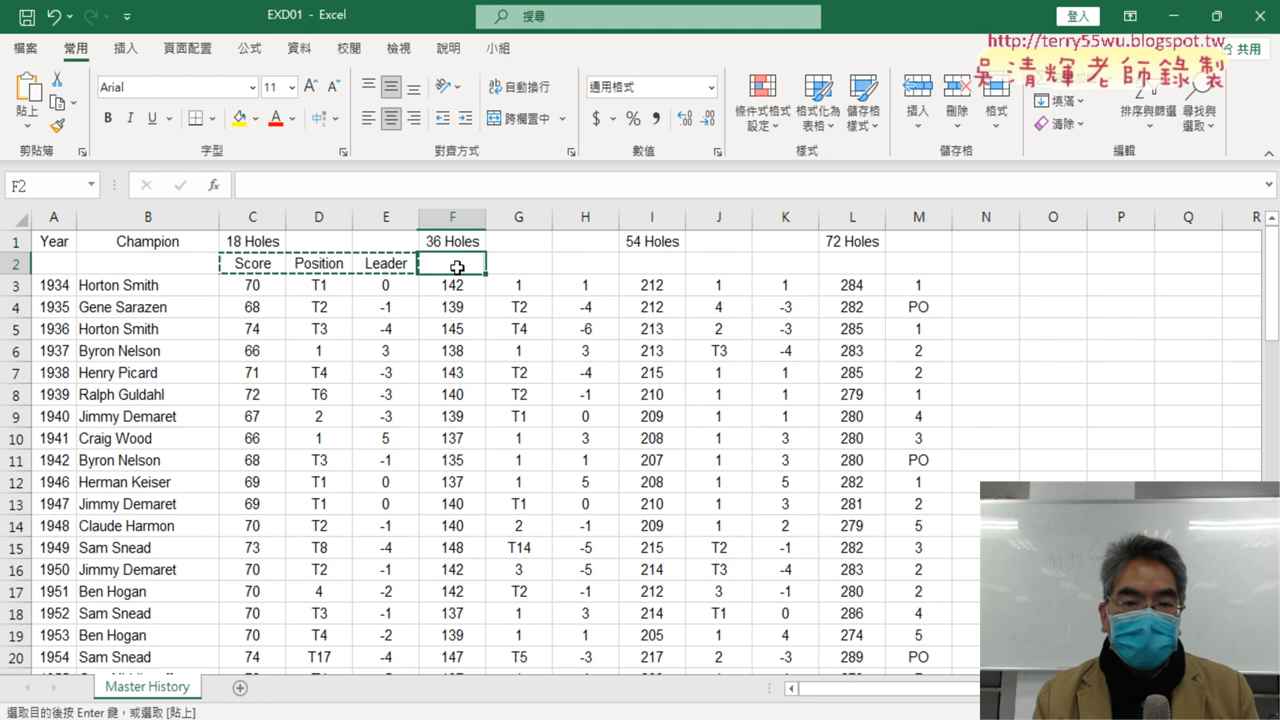 EXD01 - Excel
搜尋
登入
檔案 常用 插入 頁面配置 公式 資料 校閱 檢視 說明 小組
共用
http://terry55wu.blogspot.tw
吳清輝老師錄製
貼上
剪貼簿
Arial 11
B I U A
字型
自動換行
跨欄置中
對齊方式
通用格式
$ % ,
數值
條件式格式設定
格式化為表格
儲存格樣式
樣式
插入
刪除
格式
儲存格
填滿
清除
排序與篩選
尋找與選取
編輯
F2
fx
A B C D E F G H I J K L M N O P Q R
1 Year Champion 18 Holes 36 Holes 54 Holes 72 Holes
2 Score Position Leader
3 1934 Horton Smith 70 T1 0 142 1 1 212 1 1 284 1
4 1935 Gene Sarazen 68 T2 -1 139 T2 -4 212 4 -3 282 PO
5 1936 Horton Smith 74 T3 -4 145 T4 -6 213 2 -3 285 1
6 1937 Byron Nelson 66 1 3 138 1 3 213 T3 -4 283 2
7 1938 Henry Picard 71 T4 -3 143 T2 -4 215 1 1 285 2
8 1939 Ralph Guldahl 72 T6 -3 140 T2 -1 210 1 1 279 1
9 1940 Jimmy Demaret 67 2 -3 139 T1 0 209 1 1 280 4
10 1941 Craig Wood 66 1 5 137 1 3 208 1 3 280 3
11 1942 Byron Nelson 68 T3 -1 135 1 1 207 1 3 280 PO
12 1946 Herman Keiser 69 T1 0 137 1 5 208 1 5 282 1
13 1947 Jimmy Demaret 69 T1 0 140 T1 0 210 1 3 281 2
14 1948 Claude Harmon 70 T2 -1 140 2 -1 209 1 2 279 5
15 1949 Sam Snead 73 T8 -4 148 T14 -5 215 T2 -1 282 3
16 1950 Jimmy Demaret 70 T2 -1 142 3 -5 214 T3 -4 283 2
17 1951 Ben Hogan 70 4 -2 142 T2 -1 212 3 -1 280 2
18 1952 Sam Snead 70 T3 -1 137 1 3 214 T1 0 286 4
19 1953 Ben Hogan 70 T4 -2 139 1 1 205 1 4 274 5
20 1954 Sam Snead 74 T17 -4 147 T5 -3 217 2 -3 289 PO
Master History
選取目的後按 Enter 鍵，或選取 [貼上]